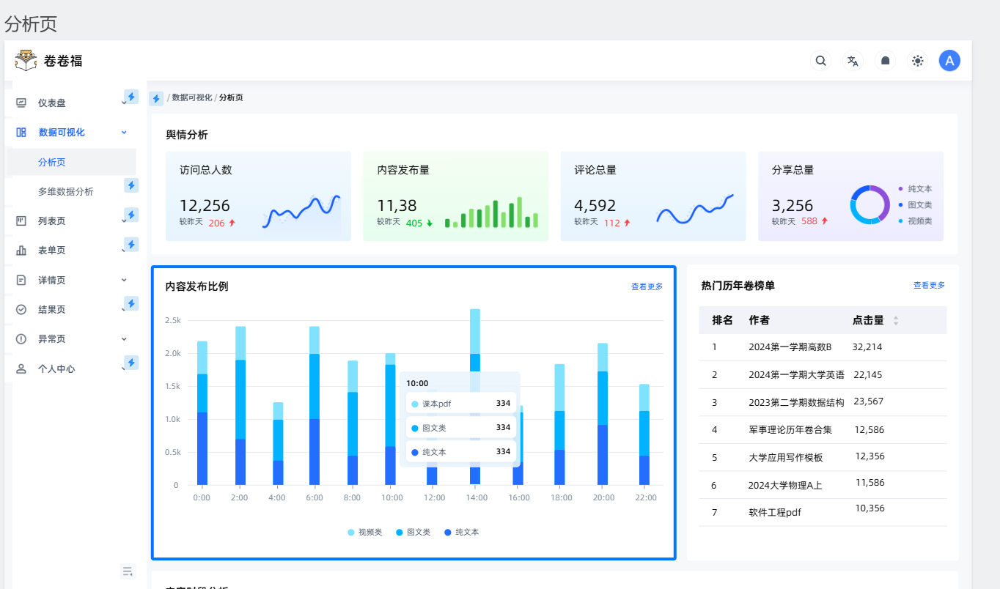 分析页
卷卷福
A
仪表盘
数据可视化
分析页
多维数据分析
列表页
表单页
详情页
结果页
异常页
个人中心
/ 数据可视化 / 分析页
舆情分析
访问总人数
12,256
较昨天 206
内容发布量
11,38
较昨天 405
评论总量
4,592
较昨天 112
分享总量
3,256
较昨天 588
纯文本
图文类
视频类
内容发布比例 查看更多
2.5k
2.0k
1.5k
1.0k
0.5k
0
10:00
课本pdf 334
图文类 334
纯文本 334
0:00 2:00 4:00 6:00 8:00 10:00 12:00 14:00 16:00 18:00 20:00 22:00
视频类 图文类 纯文本
热门历年卷榜单 查看更多
排名 作者 点击量
1 2024第一学期高数B 32,214
2 2024第一学期大学英语 22,145
3 2023第二学期数据结构 23,567
4 军事理论历年卷合集 12,586
5 大学应用写作模板 12,356
6 2024大学物理A上 11,586
7 软件工程pdf 10,356